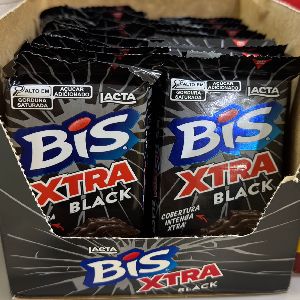 ALTO EM
GORDURA
SATURADA
AÇÚCAR
ADICIONADO
LACTA
BIS
XTRA
BLACK
ALTO EM
GORDURA
SATURADA
AÇÚCAR
ADICIONADO
LACTA
BIS
XTRA
BLACK
COBERTURA
INTENSA
XTRA
LACTA
BIS
XTRA
BLACK